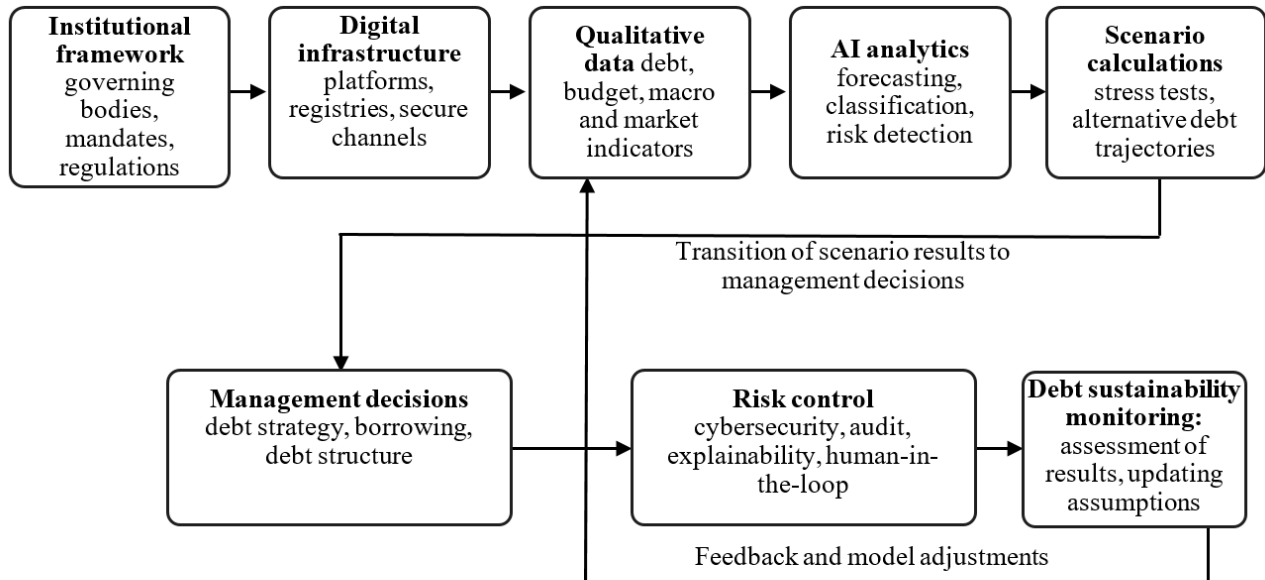 Institutional
framework
governing
bodies,
mandates,
regulations
Digital
infrastructure
platforms,
registries, secure
channels
Qualitative
data debt,
budget, macro
and market
indicators
AI analytics
forecasting,
classification,
risk detection
Scenario
calculations
stress tests,
alternative debt
trajectories
Transition of scenario results to
management decisions
Management decisions
debt strategy, borrowing,
debt structure
Risk control
cybersecurity, audit,
explainability, human-in-
the-loop
Debt sustainability
monitoring:
assessment of
results, updating
assumptions
Feedback and model adjustments